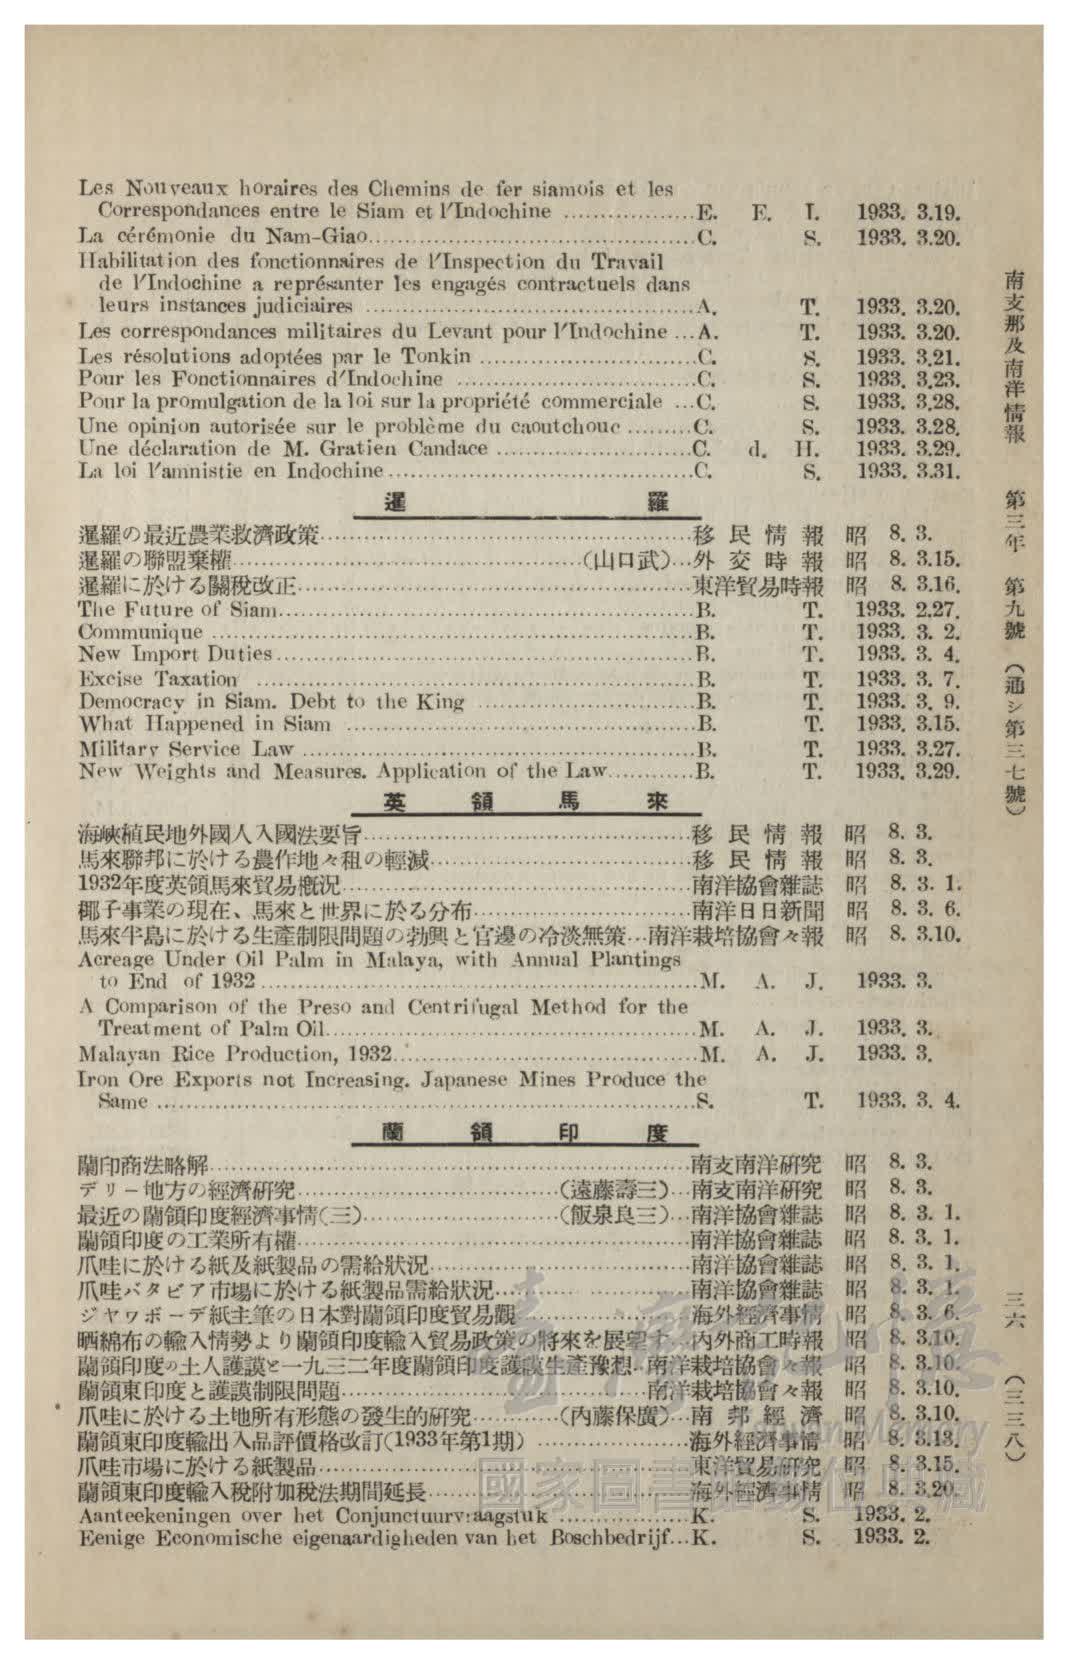 Les Nouveaux horaires des Chemins de fer siamois et les
Correspondances entre le Siam et l'Indochine ………………E. E. I. 1933. 3.19.
La cérémonie du Nam-Giao………………………………………C. S. 1933. 3.20.
Habilitation des fonctionnaires de l'Inspection du Travail
de l'Indochine a représanter les engagés contractuels dans
leurs instances judiciaires ………………………………………A. T. 1933. 3.20.
Les correspondances militaires du Levant pour l'Indochine …A. T. 1933. 3.20.
Les résolutions adoptées par le Tonkin …………………………C. S. 1933. 3.21.
Pour les Fonctionnaires d'Indochine ……………………………C. S. 1933. 3.23.
Pour la promulgation de la loi sur la propriété commerciale …C. S. 1933. 3.28.
Une opinion autorisée sur le problème du caoutchouc ………C. S. 1933. 3.28.
Une déclaration de M. Gratien Candace ………………………C. d. H. 1933. 3.29.
La loi l'amnistie en Indochine……………………………………C. S. 1933. 3.31.
暹羅
暹羅の最近農業救濟政策……………………………………………移民情報 昭 8. 3.
暹羅の聯盟棄權…………………………………………(山口武)…外交時報 昭 8. 3.15.
暹羅に於ける關稅改正………………………………………………東洋貿易時報 昭 8. 3.16.
The Future of Siam…………………………………………………B. T. 1933. 2.27.
Communique …………………………………………………………B. T. 1933. 3. 2.
New Import Duties…………………………………………………B. T. 1933. 3. 4.
Excise Taxation ……………………………………………………B. T. 1933. 3. 7.
Democracy in Siam. Debt to the King …………………………B. T. 1933. 3. 9.
What Happened in Siam …………………………………………B. T. 1933. 3.15.
Military Service Law ………………………………………………B. T. 1933. 3.27.
New Weights and Measures. Application of the Law…………B. T. 1933. 3.29.
英領馬來
海峽植民地外國人入國法要旨………………………………………移民情報 昭 8. 3.
馬來聯邦に於ける農作地々租の輕減………………………………移民情報 昭 8. 3.
1932年度英領馬來貿易槪況…………………………………………南洋協會雜誌 昭 8. 3. 1.
椰子事業の現在、馬來と世界に於る分布…………………………南洋日日新聞 昭 8. 3. 6.
馬來半島に於ける生產制限問題の勃興と官邊の冷淡無策…南洋栽培協會々報 昭 8. 3.10.
Acreage Under Oil Palm in Malaya, with Annual Plantings
to End of 1932 ………………………………………………………M. A. J. 1933. 3.
A Comparison of the Preso and Centrifugal Method for the
Treatment of Palm Oil………………………………………………M. A. J. 1933. 3.
Malayan Rice Production, 1932……………………………………M. A. J. 1933. 3.
Iron Ore Exports not Increasing. Japanese Mines Produce the
Same ……………………………………………………………………S. T. 1933. 3. 4.
蘭領印度
蘭印商法略解……………………………………………………………南支南洋研究 昭 8. 3.
デリー地方の經濟研究………………………………(遠藤壽三)…南支南洋研究 昭 8. 3.
最近の蘭領印度經濟事情(三)………………………(飯泉良三)…南洋協會雜誌 昭 8. 3. 1.
蘭領印度の工業所有權…………………………………………………南洋協會雜誌 昭 8. 3. 1.
爪哇に於ける紙及紙製品の需給狀況………………………………南洋協會雜誌 昭 8. 3. 1.
爪哇バタビア市場に於ける紙製品需給狀況………………………南洋協會雜誌 昭 8. 3. 1.
ジヤワボーデ紙主筆の日本對蘭領印度貿易觀……………………海外經濟事情 昭 8. 3. 6.
晒綿布の輸入情勢より蘭領印度輸入貿易政策の將來を展望す…內外商工時報 昭 8. 3.10.
蘭領印度の土人護謨と一九三二年度蘭領印度護謨生產豫想…南洋栽培協會々報 昭 8. 3.10.
蘭領東印度と護謨制限問題…………………………………………南洋栽培協會々報 昭 8. 3.10.
爪哇に於ける土地所有形態の發生的研究…………(內藤保廣)…南邦經濟 昭 8. 3.10.
蘭領東印度輸出入品評價格改訂(1933年第1期) …………………海外經濟事情 昭 8. 3.13.
爪哇市場に於ける紙製品………………………………………………東洋貿易研究 昭 8. 3.15.
蘭領東印度輸入稅附加稅法期間延長………………………………海外經濟事情 昭 8. 3.20.
Aanteekeningen over het Conjunctuurvraagstuk ………………K. S. 1933. 2.
Eenige Economische eigenaardigheden van het Boschbedrijf…K. S. 1933. 2.
南支那及南洋情報 第三年 第九號 (通シ第三七號)
三六 (三三八)
臺灣記憶
Taiwan Memory
國家圖書館數位典藏